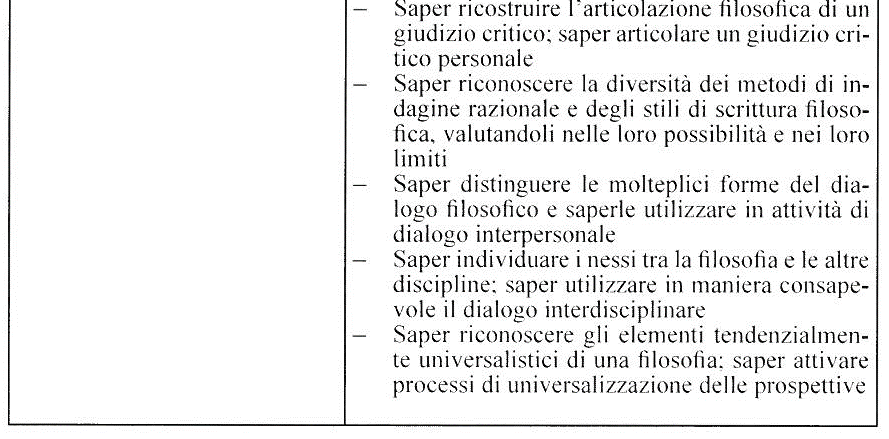 – Saper ricostruire l'articolazione filosofica di un
giudizio critico; saper articolare un giudizio cri-
tico personale
– Saper riconoscere la diversità dei metodi di in-
dagine razionale e degli stili di scrittura filoso-
fica, valutandoli nelle loro possibilità e nei loro
limiti
– Saper distinguere le molteplici forme del dia-
logo filosofico e saperle utilizzare in attività di
dialogo interpersonale
– Saper individuare i nessi tra la filosofia e le altre
discipline; saper utilizzare in maniera consape-
vole il dialogo interdisciplinare
– Saper riconoscere gli elementi tendenzialmen-
te universalistici di una filosofia; saper attivare
processi di universalizzazione delle prospettive